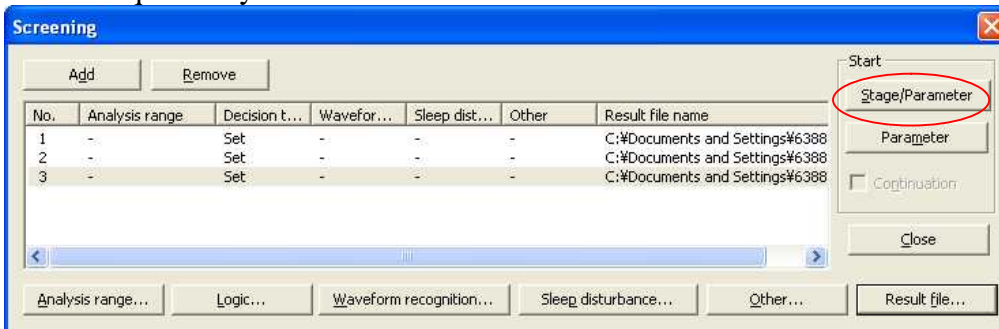 Screening
Add Remove
Start
Stage/Parameter
Parameter
Continuation
Close
No. Analysis range Decision t... Wavefor... Sleep dist... Other Result file name
1 - Set - - - C:¥Documents and Settings¥6388
2 - Set - - - C:¥Documents and Settings¥6388
3 - Set - - - C:¥Documents and Settings¥6388
Analysis range... Logic... Waveform recognition... Sleep disturbance... Other... Result file...